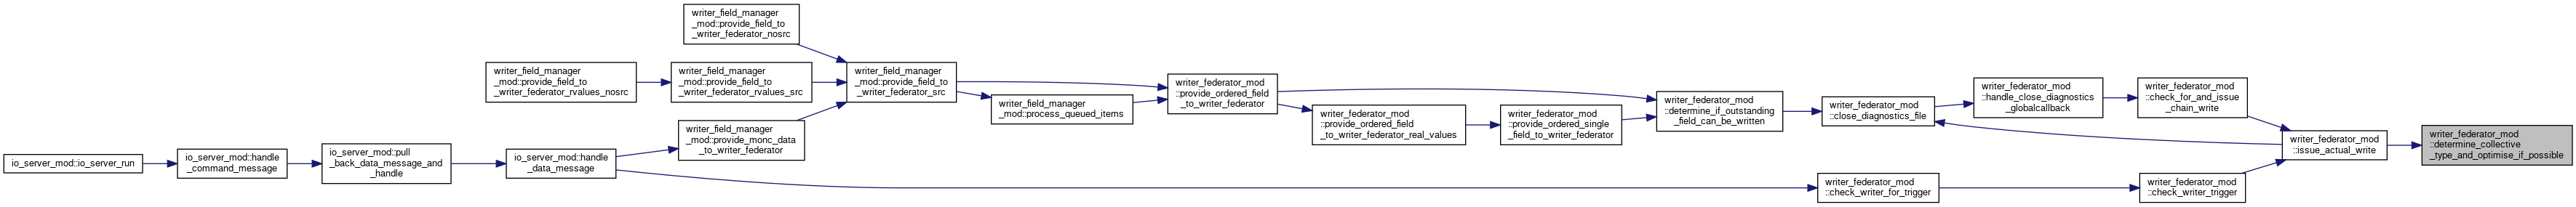 writer_field_manager
_mod::provide_field_to
_writer_federator_nosrc
writer_field_manager
_mod::provide_field_to
_writer_federator_rvalues_nosrc
writer_field_manager
_mod::provide_field_to
_writer_federator_rvalues_src
writer_field_manager
_mod::provide_field_to
_writer_federator_src
writer_field_manager
_mod::provide_monc_data
_to_writer_federator
io_server_mod::io_server_run
io_server_mod::handle
_command_message
io_server_mod::pull
_back_data_message_and
_handle
io_server_mod::handle
_data_message
writer_field_manager
_mod::process_queued_items
writer_federator_mod
::provide_ordered_field
_to_writer_federator
writer_federator_mod
::provide_ordered_field
_to_writer_federator_real_values
writer_federator_mod
::provide_ordered_single
_field_to_writer_federator
writer_federator_mod
::determine_if_outstanding
_field_can_be_written
writer_federator_mod
::close_diagnostics_file
writer_federator_mod
::handle_close_diagnostics
_globalcallback
writer_federator_mod
::check_for_and_issue
_chain_write
writer_federator_mod
::check_writer_for_trigger
writer_federator_mod
::check_writer_trigger
writer_federator_mod
::issue_actual_write
writer_federator_mod
::determine_collective
_type_and_optimise_if_possible